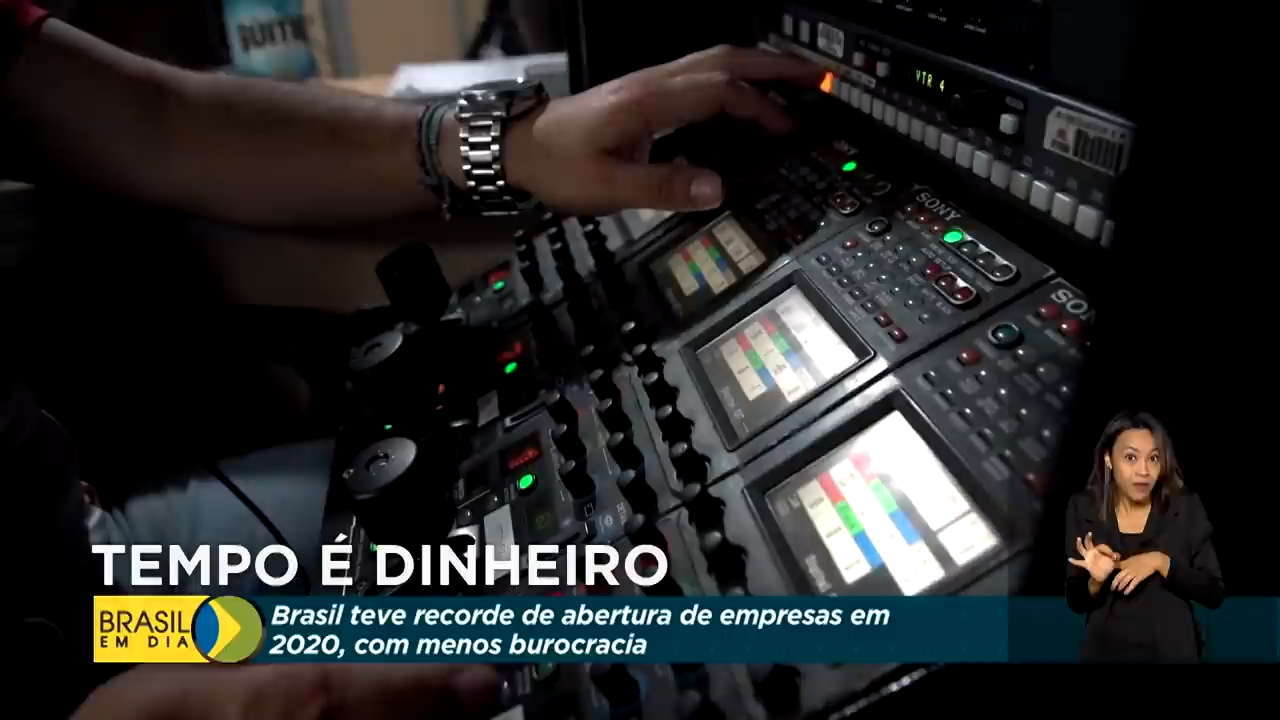 VTR 4
SONY
TEMPO É DINHEIRO
BRASIL
EM DIA
Brasil teve recorde de abertura de empresas em
2020, com menos burocracia